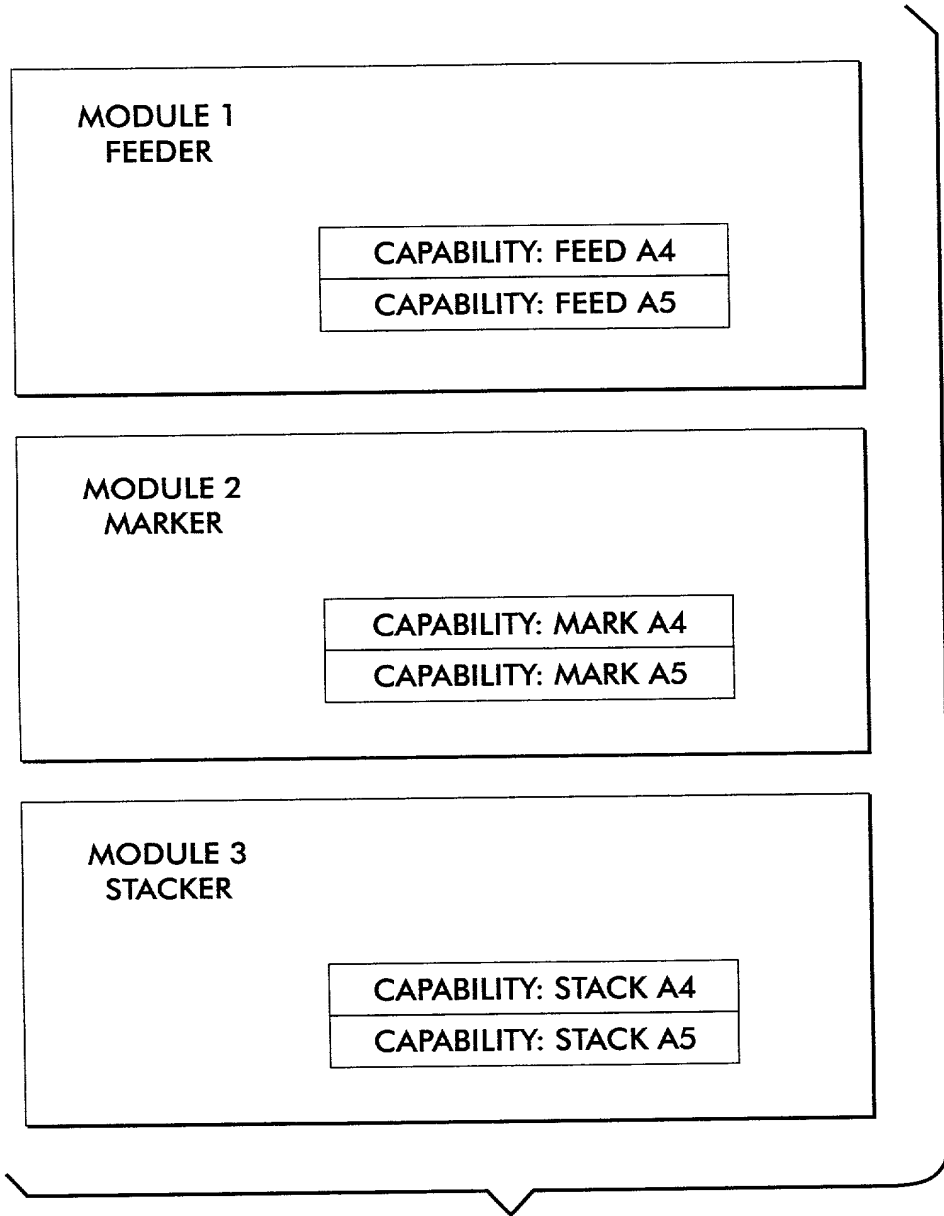 MODULE 1
FEEDER
CAPABILITY: FEED A4
CAPABILITY: FEED A5
MODULE 2
MARKER
CAPABILITY: MARK A4
CAPABILITY: MARK A5
MODULE 3
STACKER
CAPABILITY: STACK A4
CAPABILITY: STACK A5